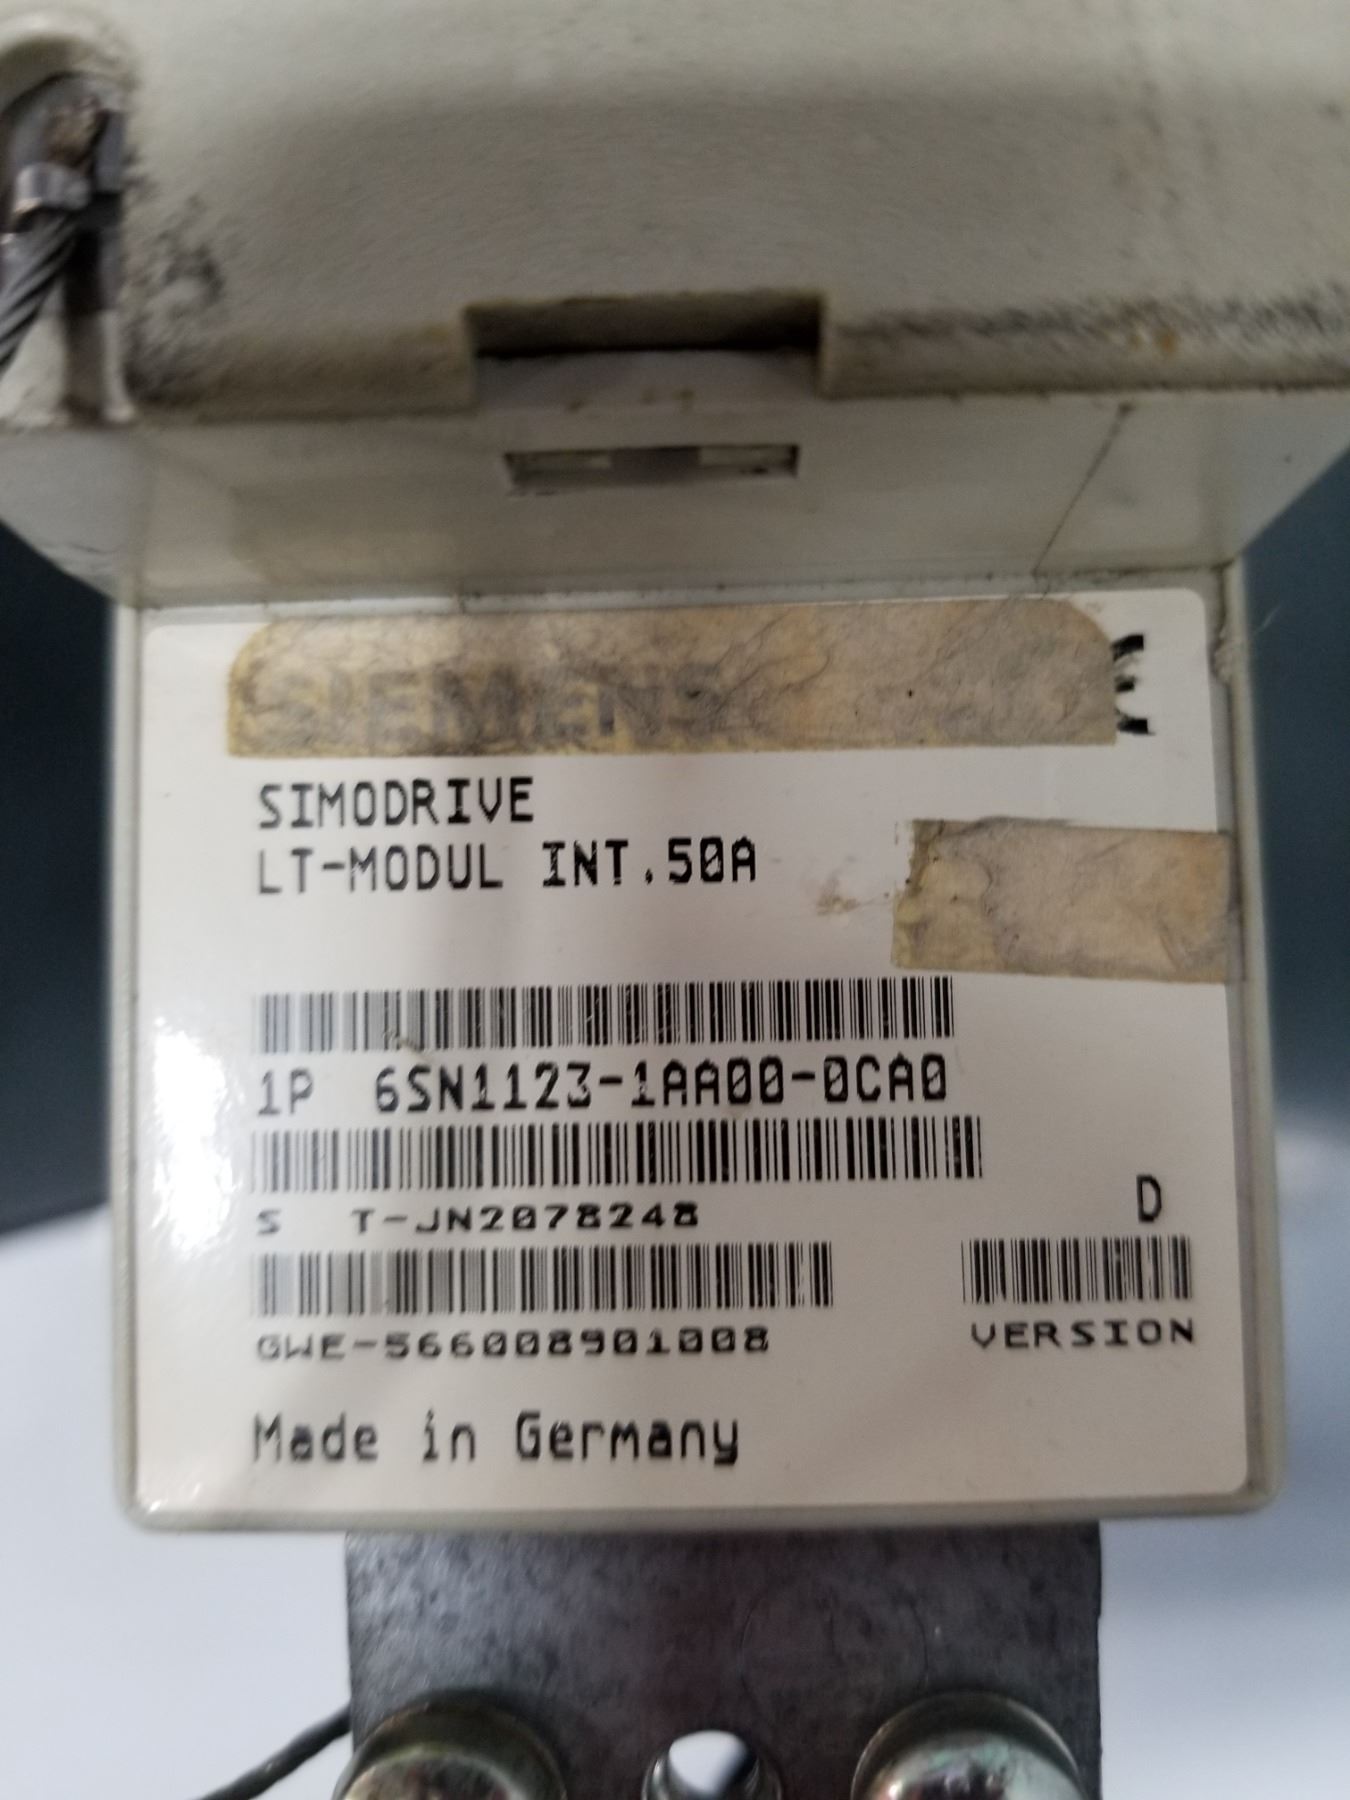 SIEMENS
SIMODRIVE
LT-MODUL INT.50A
1P 6SN1123-1AA00-0CA0
S T-JN2078248
D
GWE-566008901008
VERSION
Made in Germany